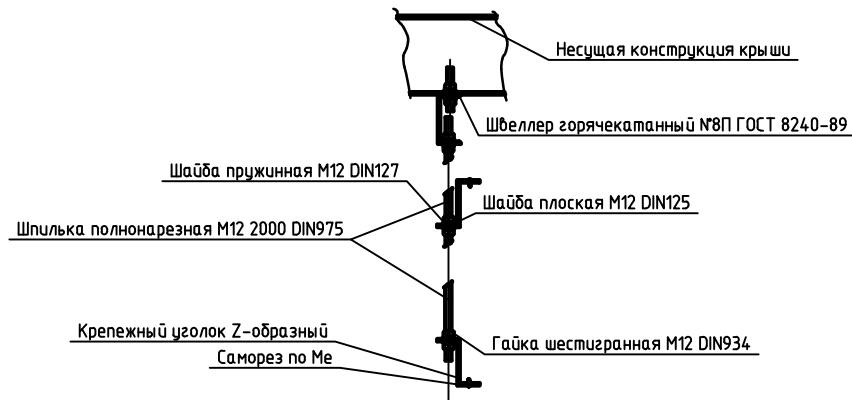 Несущая конструкция крыши
Швеллер горячекатанный №8П ГОСТ 8240-89
Шайба пружинная М12 DIN127
Шайба плоская М12 DIN125
Шпилька полнонарезная М12 2000 DIN975
Крепежный уголок Z-образный
Гайка шестигранная М12 DIN934
Саморез по Ме